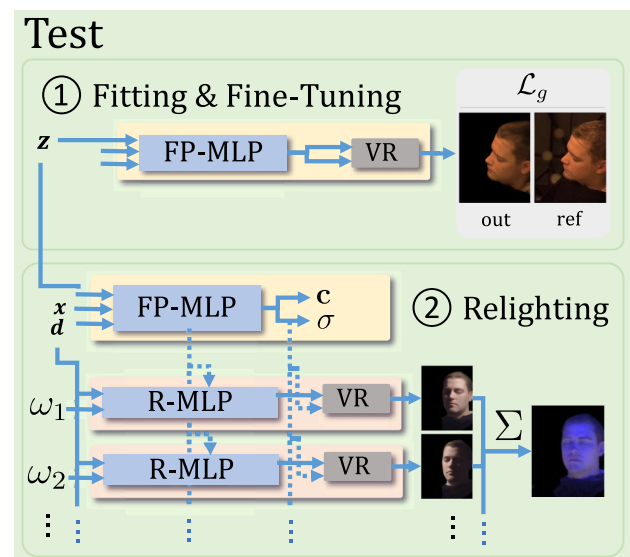 Test
① Fitting & Fine-Tuning
ℒg
z
FP-MLP
VR
out
ref
x
d
FP-MLP
c
σ
② Relighting
ω1
R-MLP
VR
Σ
ω2
R-MLP
VR